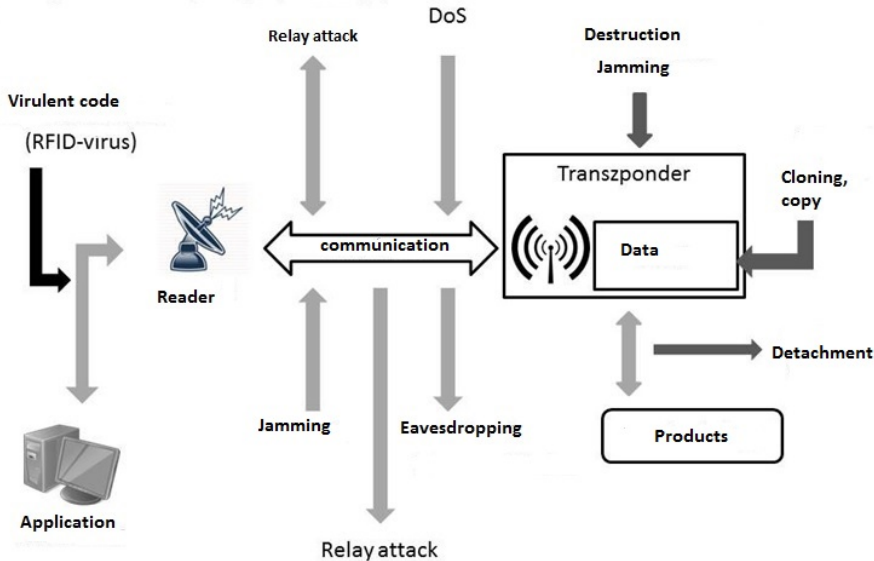 DoS
Relay attack
Destruction
Jamming
Virulent code
(RFID-vırus)
Transzponder
Cloning,
copy
communication
Data
Reader
Detachment
Jamming
Eavesdropping
Products
Application
Relay attack